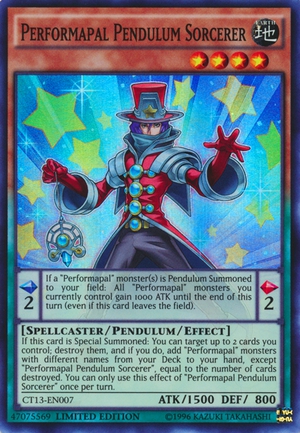 PERFORMAPAL PENDULUM SORCERER
EARTH
地
If a "Performapal" monster(s) is Pendulum Summoned
to your field: All "Performapal" monsters you
currently control gain 1000 ATK until the end of this
turn (even if this card leaves the field).
2
2
[SPELLCASTER/PENDULUM/EFFECT]
If this card is Special Summoned: You can target up to 2 cards you
control; destroy them, and if you do, add "Performapal" monsters
with different names from your Deck to your hand, except
"Performapal Pendulum Sorcerer", equal to the number of cards
destroyed. You can only use this effect of "Performapal Pendulum
Sorcerer" once per turn.
CT13-EN007
ATK/1500 DEF/ 800
47075569 LIMITED EDITION
©1996 KAZUKI TAKAHASHI